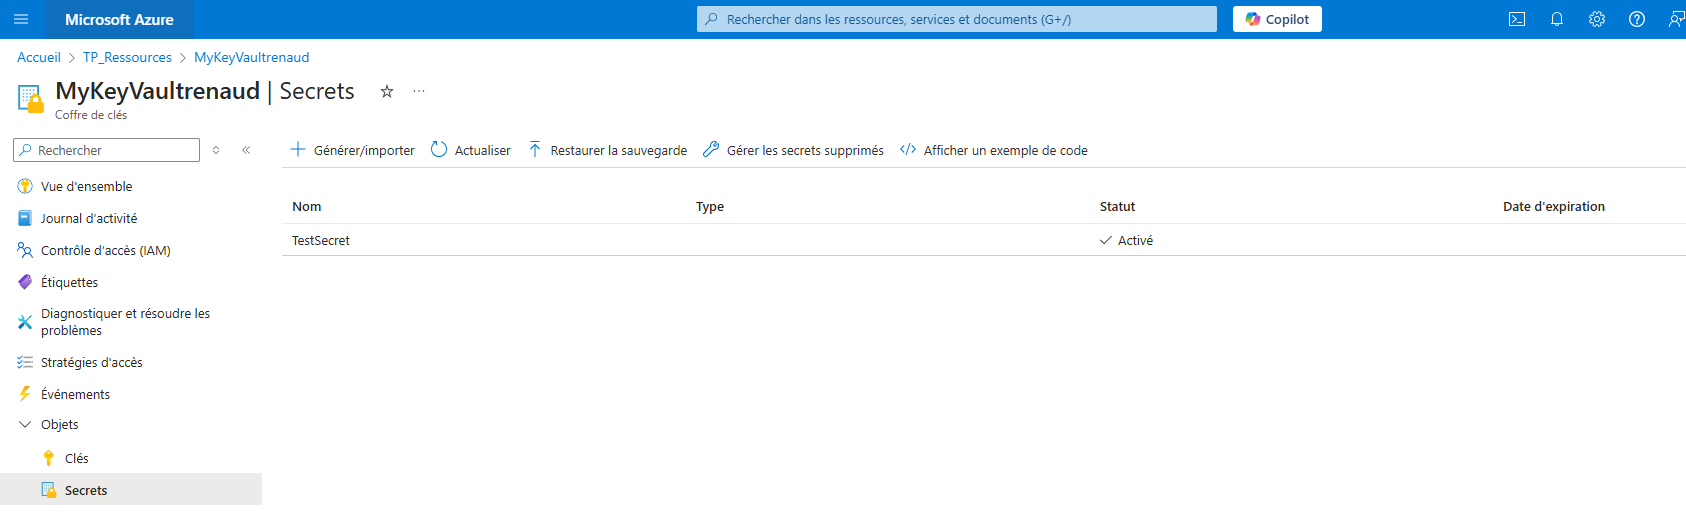 Microsoft Azure
Rechercher dans les ressources, services et documents (G+/)
Copilot
Accueil > TP_Ressources > MyKeyVaultrenaud
MyKeyVaultrenaud | Secrets
Coffre de clés
Rechercher
Générer/importer
Actualiser
Restaurer la sauvegarde
Gérer les secrets supprimés
Afficher un exemple de code
Vue d'ensemble
Journal d’activité
Contrôle d’accès (IAM)
Étiquettes
Diagnostiquer et résoudre les
problèmes
Stratégies d'accès
Événements
Objets
Clés
Secrets
Nom Type Statut Date d'expiration
TestSecret Activé